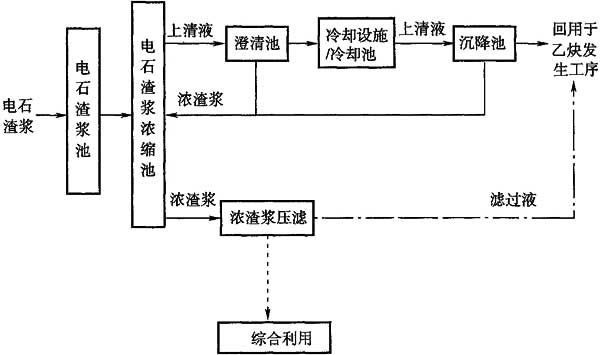 电石
渣浆
电石渣浆池
电石渣浆浓缩池
上清液
澄清池
冷却设施
/冷却池
上清液
沉降池
回用于
乙炔发
生工序
浓渣浆
浓渣浆
浓渣浆压滤
滤过液
综合利用